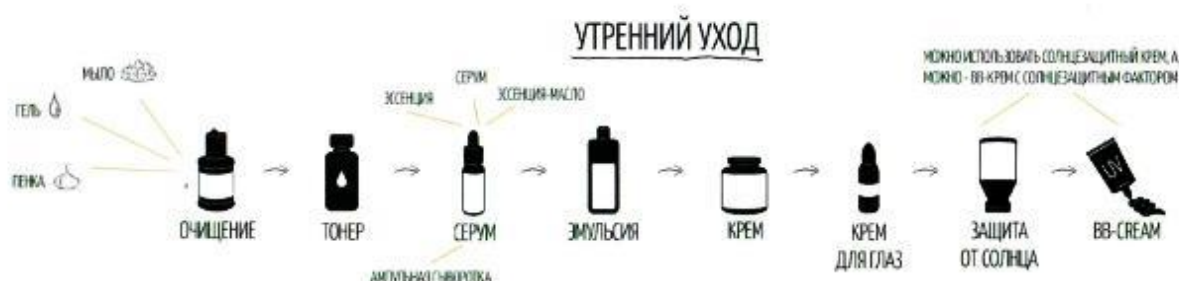 УТРЕННИЙ УХОД
МОЖНО ИСПОЛЬЗОВАТЬ СОЛНЦЕЗАЩИТНЫЙ КРЕМ, А
МОЖНО - BB-КРЕМ С СОЛНЦЕЗАЩИТНЫМ ФАКТОРОМ
МЫЛО
ГЕЛЬ
ПЕНКА
СЕРУМ
ЭССЕНЦИЯ
ЭССЕНЦИЯ-МАСЛО
UV
ОЧИЩЕНИЕ
ТОНЕР
СЕРУМ
ЭМУЛЬСИЯ
КРЕМ
КРЕМ
ДЛЯ ГЛАЗ
ЗАЩИТА
ОТ СОЛНЦА
BB-CREAM
АМПУЛЬНАЯ СЫВОРОТКА